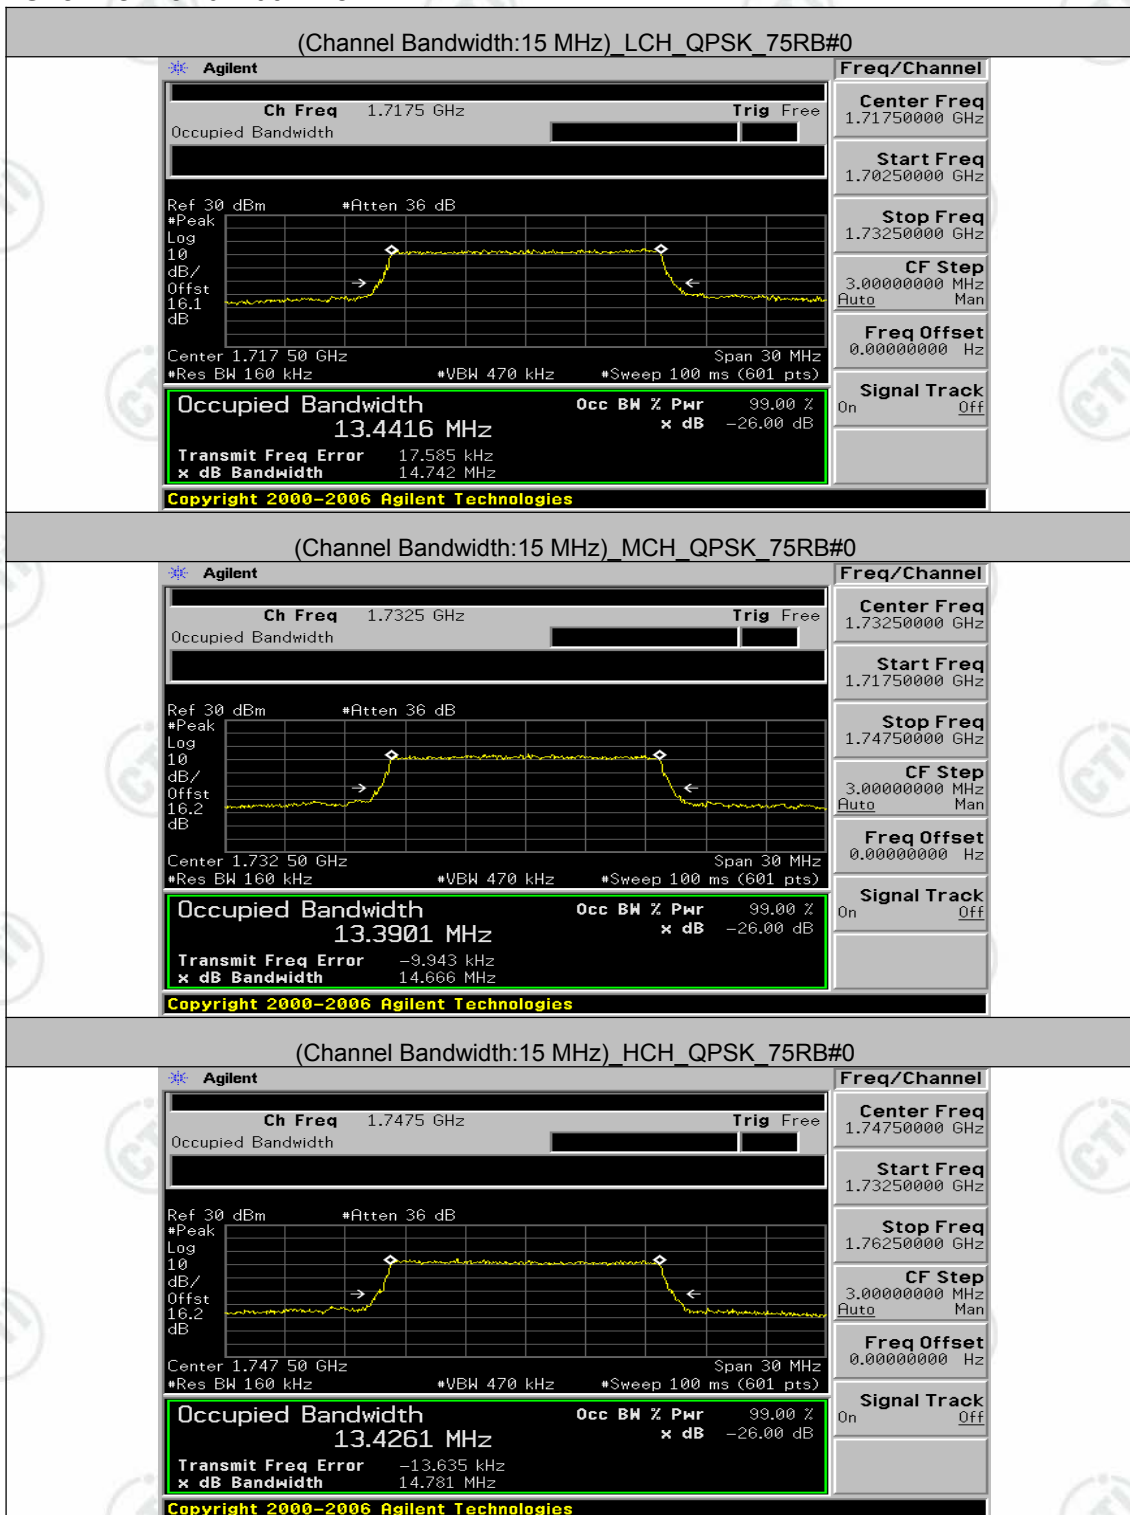 (Channel Bandwidth:15 MHz)_LCH_QPSK_75RB#0
Agilent
Freq/Channel
Ch Freq 1.7175 GHz Trig Free
Occupied Bandwidth
Center Freq
1.71750000 GHz
Start Freq
1.70250000 GHz
Stop Freq
1.73250000 GHz
CF Step
3.00000000 MHz
Auto Man
Freq Offset
0.00000000 Hz
Signal Track
On Off
Ref 30 dBm #Atten 36 dB
#Peak
Log
10
dB/
Offst
16.1
dB
Center 1.717 50 GHz Span 30 MHz
#Res BW 160 kHz #VBW 470 kHz #Sweep 100 ms (601 pts)
Occupied Bandwidth Occ BW % Pwr 99.00 %
13.4416 MHz x dB -26.00 dB
Transmit Freq Error 17.585 kHz
x dB Bandwidth 14.742 MHz
Copyright 2000-2006 Agilent Technologies
(Channel Bandwidth:15 MHz)_MCH_QPSK_75RB#0
Agilent
Freq/Channel
Ch Freq 1.7325 GHz Trig Free
Occupied Bandwidth
Center Freq
1.73250000 GHz
Start Freq
1.71750000 GHz
Stop Freq
1.74750000 GHz
CF Step
3.00000000 MHz
Auto Man
Freq Offset
0.00000000 Hz
Signal Track
On Off
Ref 30 dBm #Atten 36 dB
#Peak
Log
10
dB/
Offst
16.2
dB
Center 1.732 50 GHz Span 30 MHz
#Res BW 160 kHz #VBW 470 kHz #Sweep 100 ms (601 pts)
Occupied Bandwidth Occ BW % Pwr 99.00 %
13.3901 MHz x dB -26.00 dB
Transmit Freq Error -9.943 kHz
x dB Bandwidth 14.666 MHz
Copyright 2000-2006 Agilent Technologies
(Channel Bandwidth:15 MHz)_HCH_QPSK_75RB#0
Agilent
Freq/Channel
Ch Freq 1.7475 GHz Trig Free
Occupied Bandwidth
Center Freq
1.74750000 GHz
Start Freq
1.73250000 GHz
Stop Freq
1.76250000 GHz
CF Step
3.00000000 MHz
Auto Man
Freq Offset
0.00000000 Hz
Signal Track
On Off
Ref 30 dBm #Atten 36 dB
#Peak
Log
10
dB/
Offst
16.2
dB
Center 1.747 50 GHz Span 30 MHz
#Res BW 160 kHz #VBW 470 kHz #Sweep 100 ms (601 pts)
Occupied Bandwidth Occ BW % Pwr 99.00 %
13.4261 MHz x dB -26.00 dB
Transmit Freq Error -13.635 kHz
x dB Bandwidth 14.781 MHz
Copyright 2000-2006 Agilent Technologies